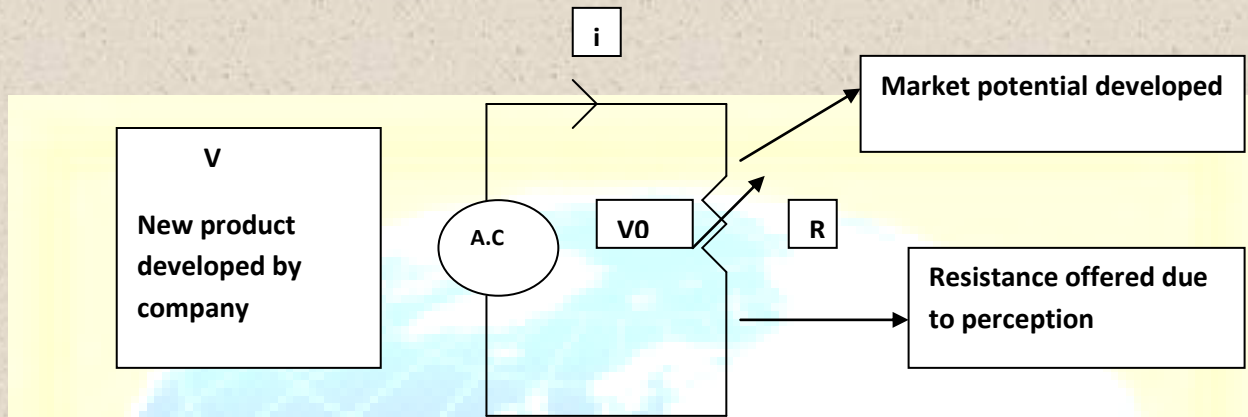 i
Market potential developed
V
New product
developed by
company
A.C
V0
R
Resistance offered due
to perception